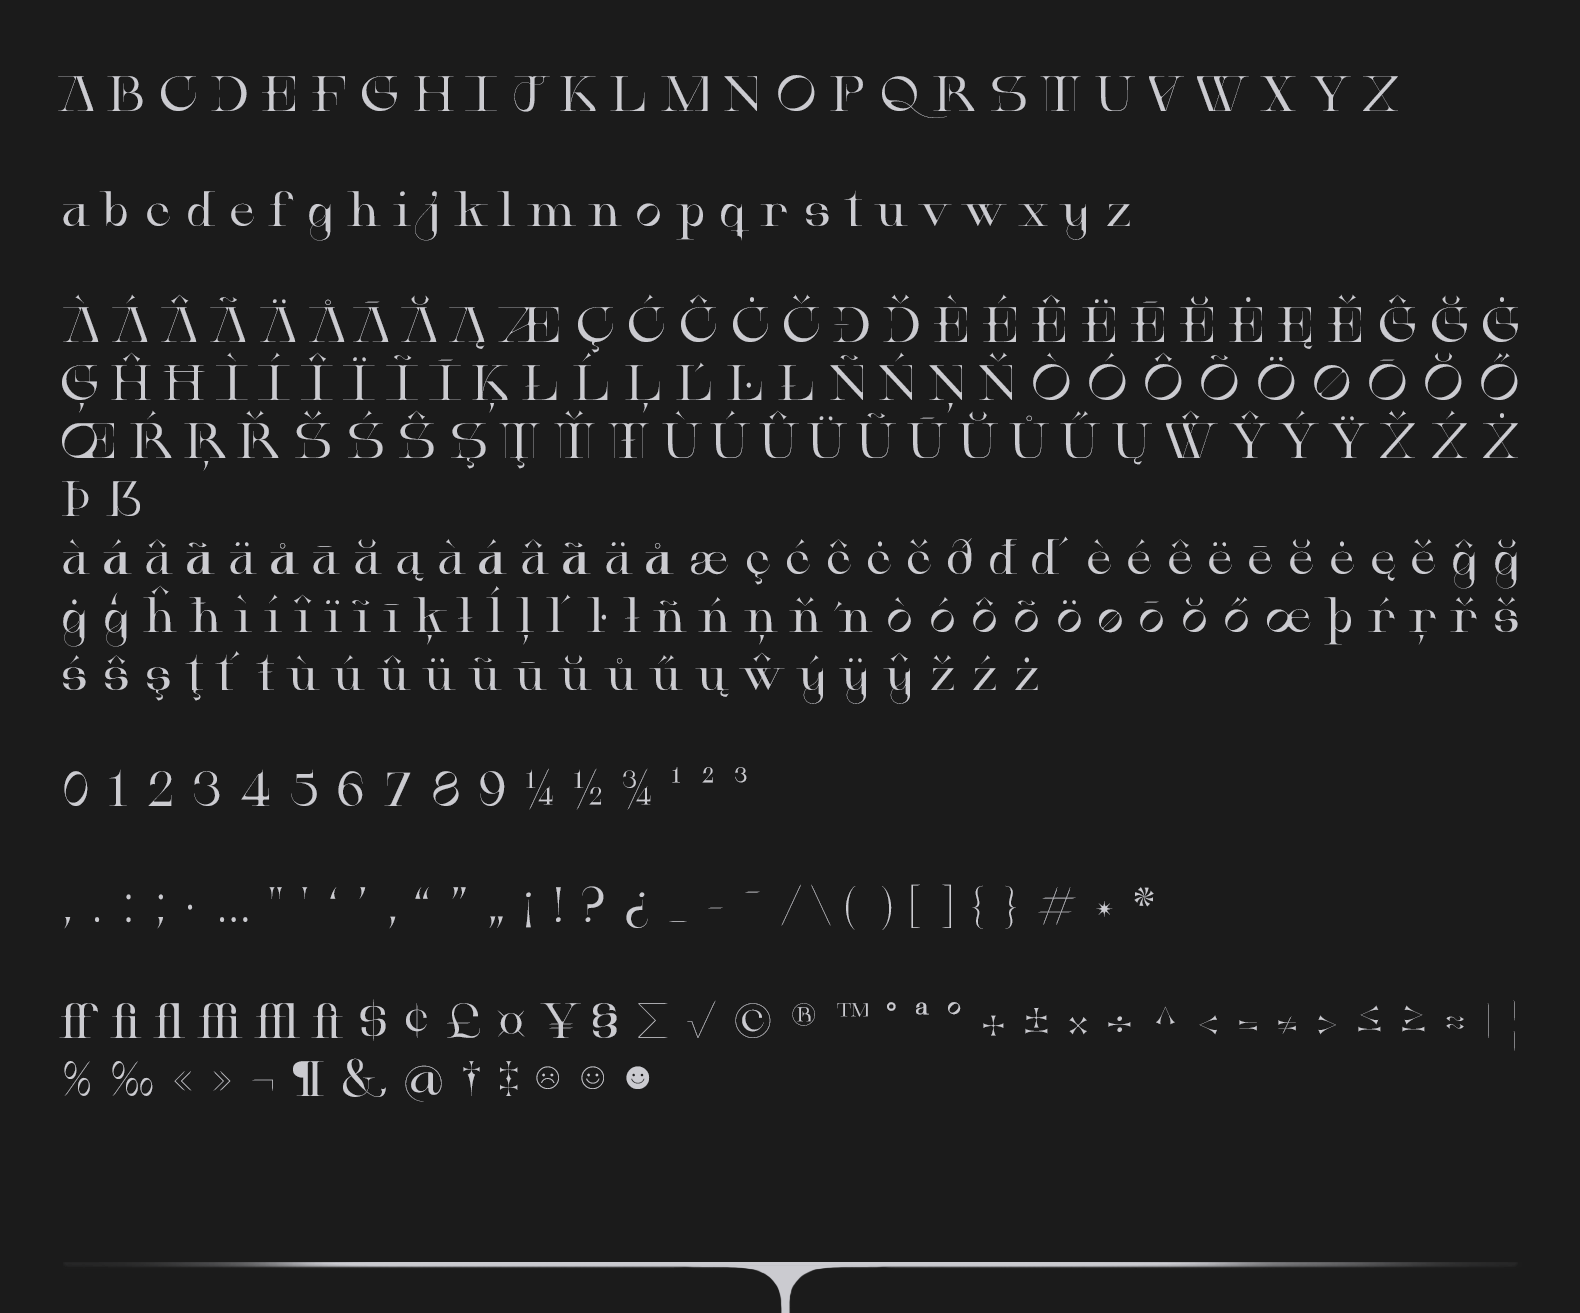 A B C D E F G H I J K L M N O P Q R S T U V W X Y Z
a b c d e f g h i j k l m n o p q r s t u v w x y z
À Á Â Ã Ä Å Ā Ă Ą Æ Ç Ć Ĉ Ċ Č Đ Ď È É Ê Ë Ē Ĕ Ė Ę Ě Ĝ Ğ Ġ
Ģ Ĥ Ħ Ì Í Î Ï Ĩ Ī Ķ Ł Ĺ Ļ Ľ Ŀ Ł Ñ Ń Ņ Ň Ò Ó Ô Õ Ö Ø Ō Ŏ Ő
Œ Ŕ Ŗ Ř Š Ś Ŝ Ş Ţ Ť Ŧ Ù Ú Û Ü Ũ Ū Ŭ Ů Ű Ų Ŵ Ŷ Ý Ÿ Ž Ź Ż
Þ ẞ
à á â ã ä å ā ă ą à á â ã ä å æ ç ć ĉ ċ č ð đ ď è é ê ë ē ĕ ė ę ě ĝ ğ
ġ ģ ĥ ħ ì í î ï ĩ ī ķ ł ĺ ļ ľ ŀ ł ñ ń ņ ň ŉ ò ó ô õ ö ø ō ŏ ő œ þ ŕ ŗ ř š
ś ŝ ş ţ ť ŧ ù ú û ü ũ ū ŭ ů ű ų ŵ ý ÿ ŷ ž ź ż
0 1 2 3 4 5 6 7 8 9 ¼ ½ ¾ ¹ ² ³
, . : ; · … " ' ‘ ’ ‚ “ ” „ ¡ ! ? ¿ _ - ¯ / \ ( ) [ ] { } # ⋆ *
ff fi fl ffi ffl ſt $ ¢ £ ¤ ¥ § ∑ √ © ® ™ ° ª º + ± × ÷ ^ < = ≠ > ≤ ≥ ≈ | ¦
% ‰ « » ¬ ¶ & @ † ‡ ☹ ☺ ☻